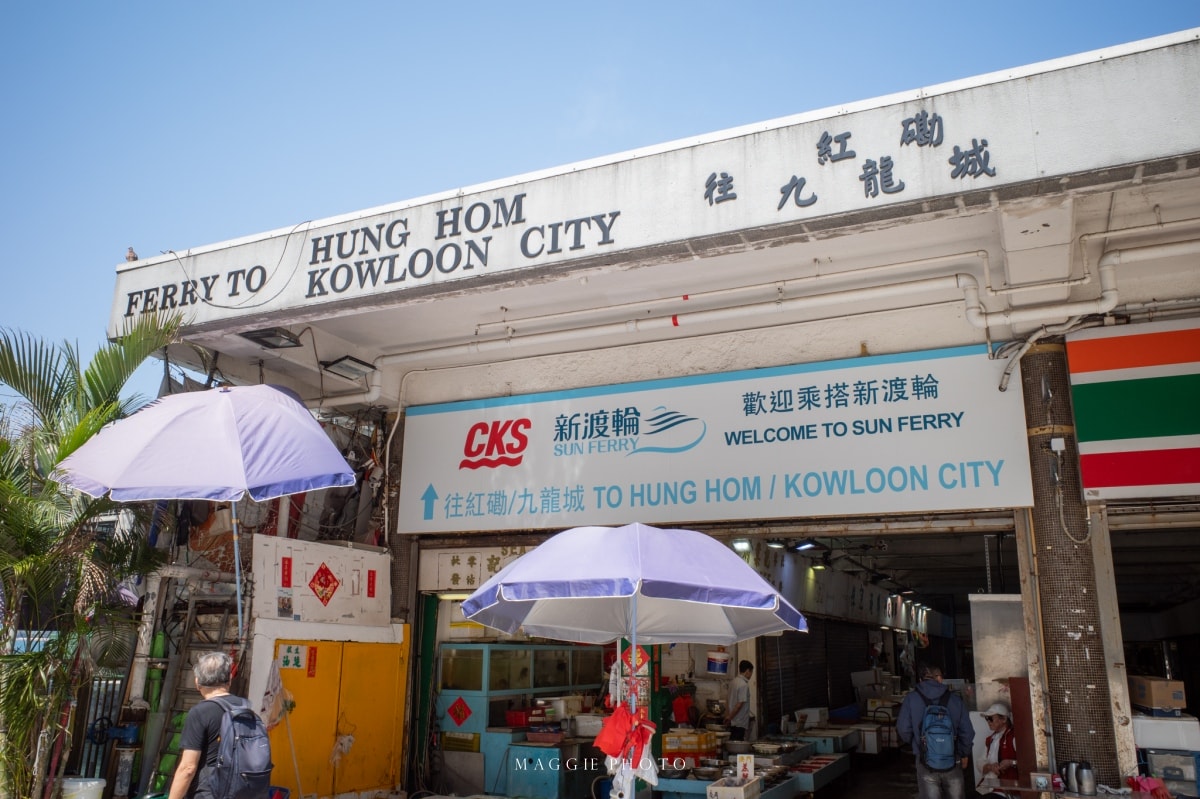 FERRY TO
HUNG HOM
KOWLOON CITY
往
紅磡
九龍城
CKS
新渡輪
SUN FERRY
歡迎乘搭新渡輪
WELCOME TO SUN FERRY
往紅磡/九龍城 TO HUNG HOM / KOWLOON CITY
SEA
記
MAGGIE PHOTO